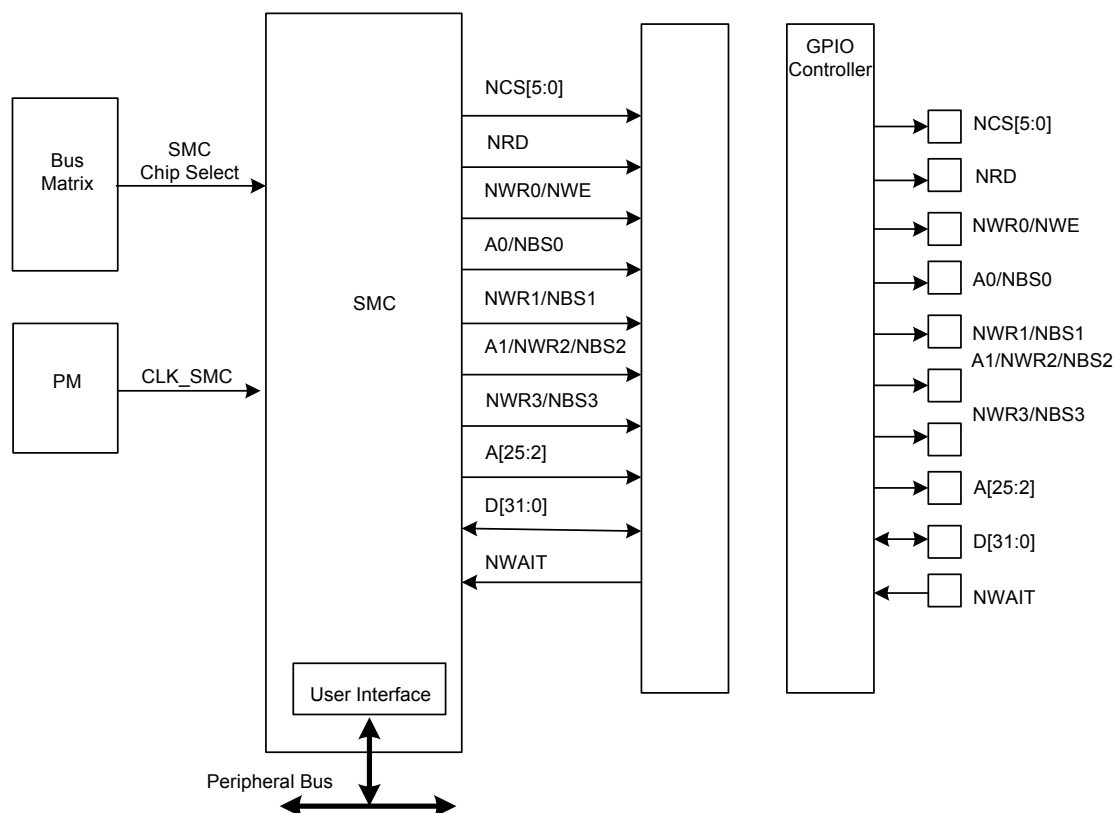 Bus
Matrix
SMC
Chip Select
PM
CLK_SMC
SMC
User Interface
Peripheral Bus
NCS[5:0]
NRD
NWR0/NWE
A0/NBS0
NWR1/NBS1
A1/NWR2/NBS2
NWR3/NBS3
A[25:2]
D[31:0]
NWAIT
GPIO
Controller
NCS[5:0]
NRD
NWR0/NWE
A0/NBS0
NWR1/NBS1
A1/NWR2/NBS2
NWR3/NBS3
A[25:2]
D[31:0]
NWAIT